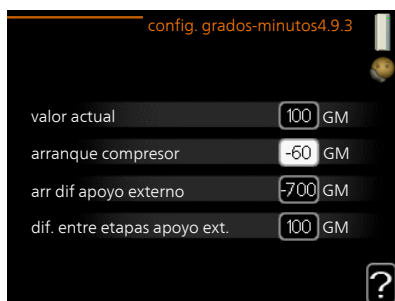 config. grados-minutos4.9.3
valor actual 100 GM
arranque compresor -60 GM
arr dif apoyo externo -700 GM
dif. entre etapas apoyo ext. 100 GM
?